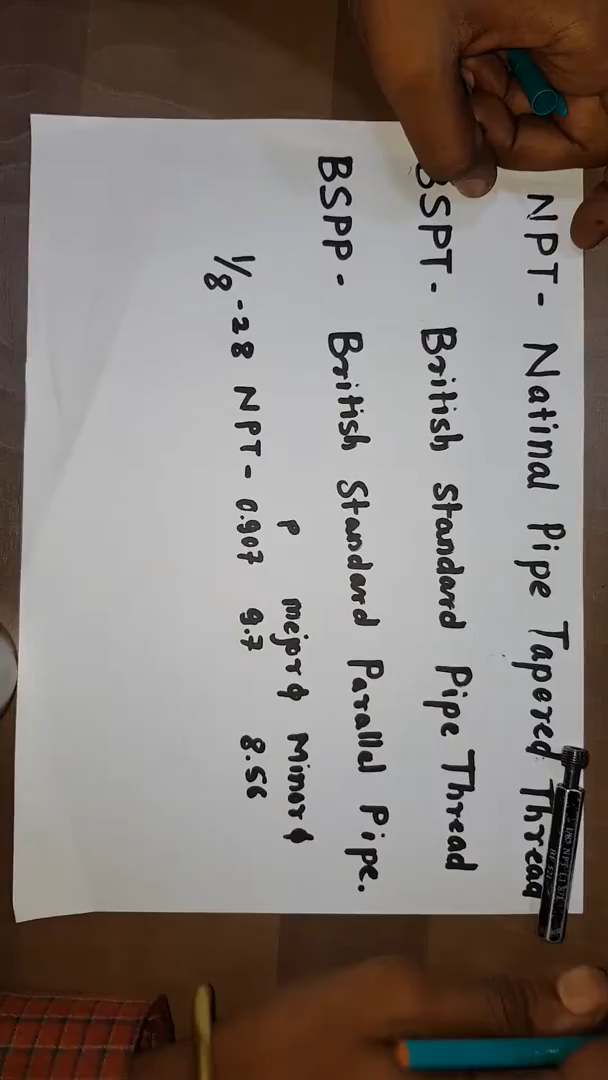 NPT- Natinal Pipe Tapered Thread
BSPT- British Standard Pipe Thread
BSPP- British Standard Parallel Pipe.
P Mejor ϕ Minor ϕ
1/8 -28 NPT- 0.907 9.7 8.56